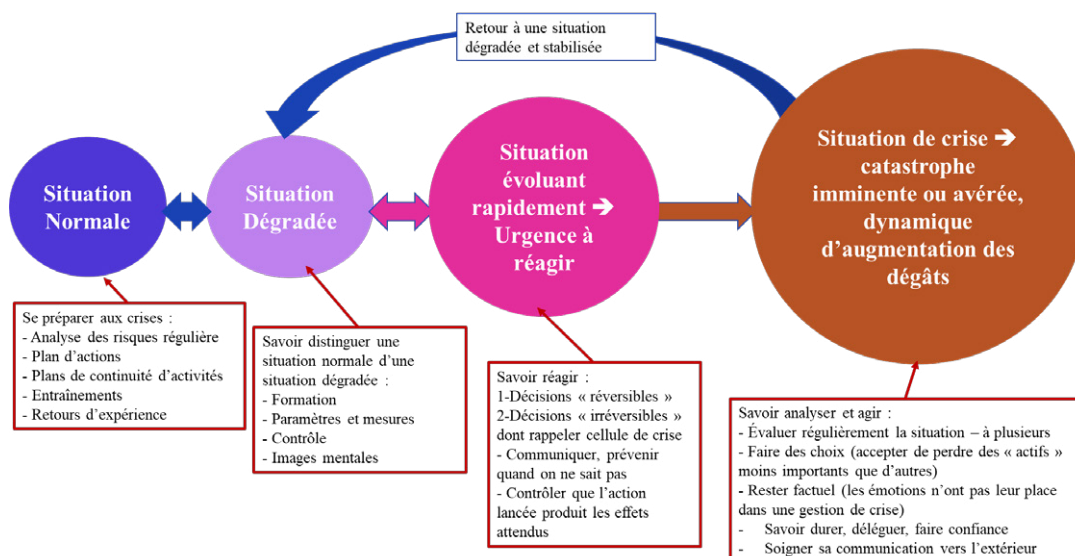 Retour à une situation
dégradée et stabilisée
Situation
Normale
Situation
Dégradée
Situation
évoluant
rapidement ➔
Urgence à
réagir
Situation de crise ➔
catastrophe
imminente ou avérée,
dynamique
d'augmentation des
dégâts
Se préparer aux crises :
- Analyse des risques régulière
- Plan d'actions
- Plans de continuité d'activités
- Entraînements
- Retours d'expérience
Savoir distinguer une
situation normale d'une
situation dégradée :
- Formation
- Paramètres et mesures
- Contrôle
- Images mentales
Savoir réagir :
1-Décisions « réversibles »
2-Décisions « irréversibles »
dont rappeler cellule de crise
- Communiquer, prévenir
quand on ne sait pas
- Contrôler que l'action
lancée produit les effets
attendus
Savoir analyser et agir :
- Évaluer régulièrement la situation – à plusieurs
- Faire des choix (accepter de perdre des « actifs »
moins importants que d'autres)
- Rester factuel (les émotions n'ont pas leur place
dans une gestion de crise)
- Savoir durer, déléguer, faire confiance
- Soigner sa communication vers l'extérieur